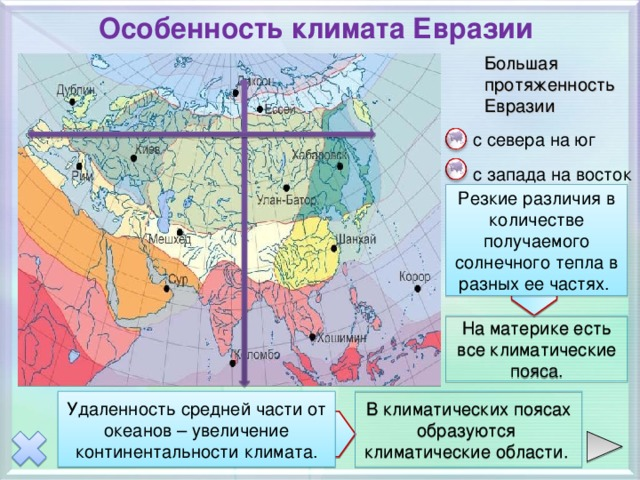 Особенность климата Евразии
Большая
протяженность
Евразии
с севера на юг
с запада на восток
Резкие различия в
количестве
получаемого
солнечного тепла в
разных ее частях.
На материке есть
все климатические
пояса.
Дублин
Диксон
Ессей
Киев
Хабаровск
Рим
Улан-Батор
Мешхед
Шанхай
Сур
Корор
Хошимин
Коломбо
Удаленность средней части от
океанов – увеличение
континентальности климата.
В климатических поясах
образуются
климатические области.